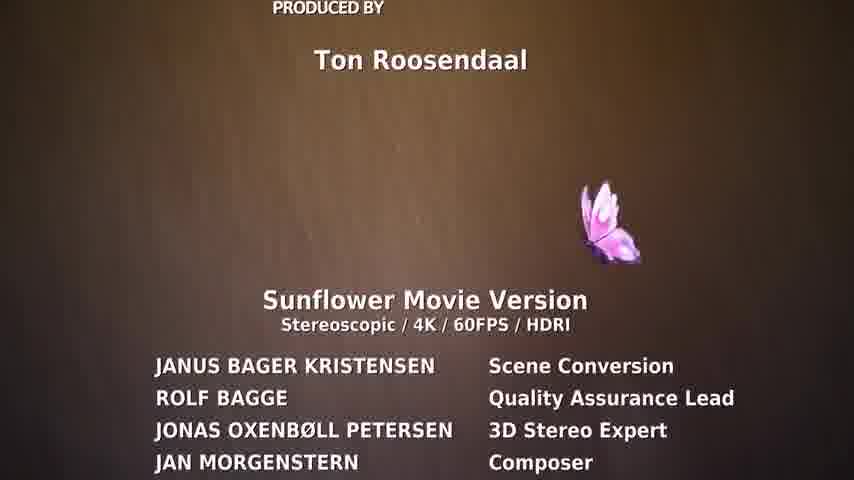 PRODUCED BY
Ton Roosendaal
Sunflower Movie Version
Stereoscopic / 4K / 60FPS / HDRI
JANUS BAGER KRISTENSEN Scene Conversion
ROLF BAGGE Quality Assurance Lead
JONAS OXENBØLL PETERSEN 3D Stereo Expert
JAN MORGENSTERN Composer